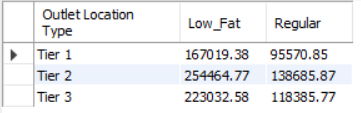 Outlet Location Type Low_Fat Regular
Tier 1 167019.38 95570.85
Tier 2 254464.77 138685.87
Tier 3 223032.58 118385.77